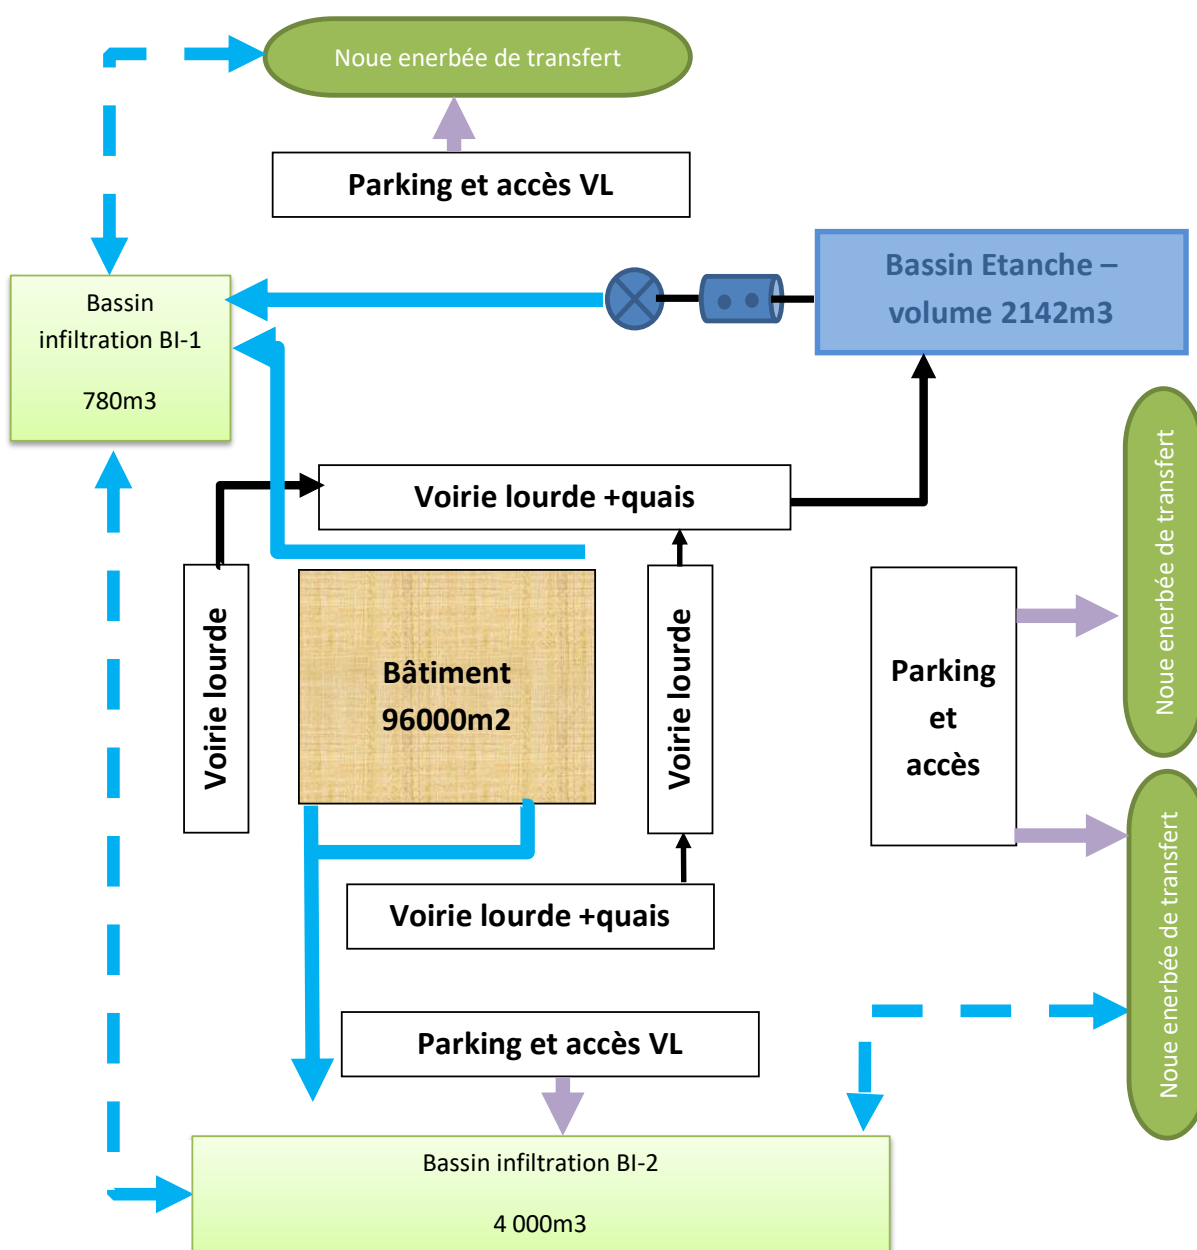 Noue enerbée de transfert
Parking et accès VL
Bassin Etanche –
volume 2142m3
Bassin
infiltration BI-1
780m3
Voirie lourde +quais
Noue enerbée de transfert
Voirie lourde
Bâtiment
96000m2
Voirie lourde
Parking
et
accès
Voirie lourde +quais
Noue enerbée de transfert
Parking et accès VL
Bassin infiltration BI-2
4 000m3